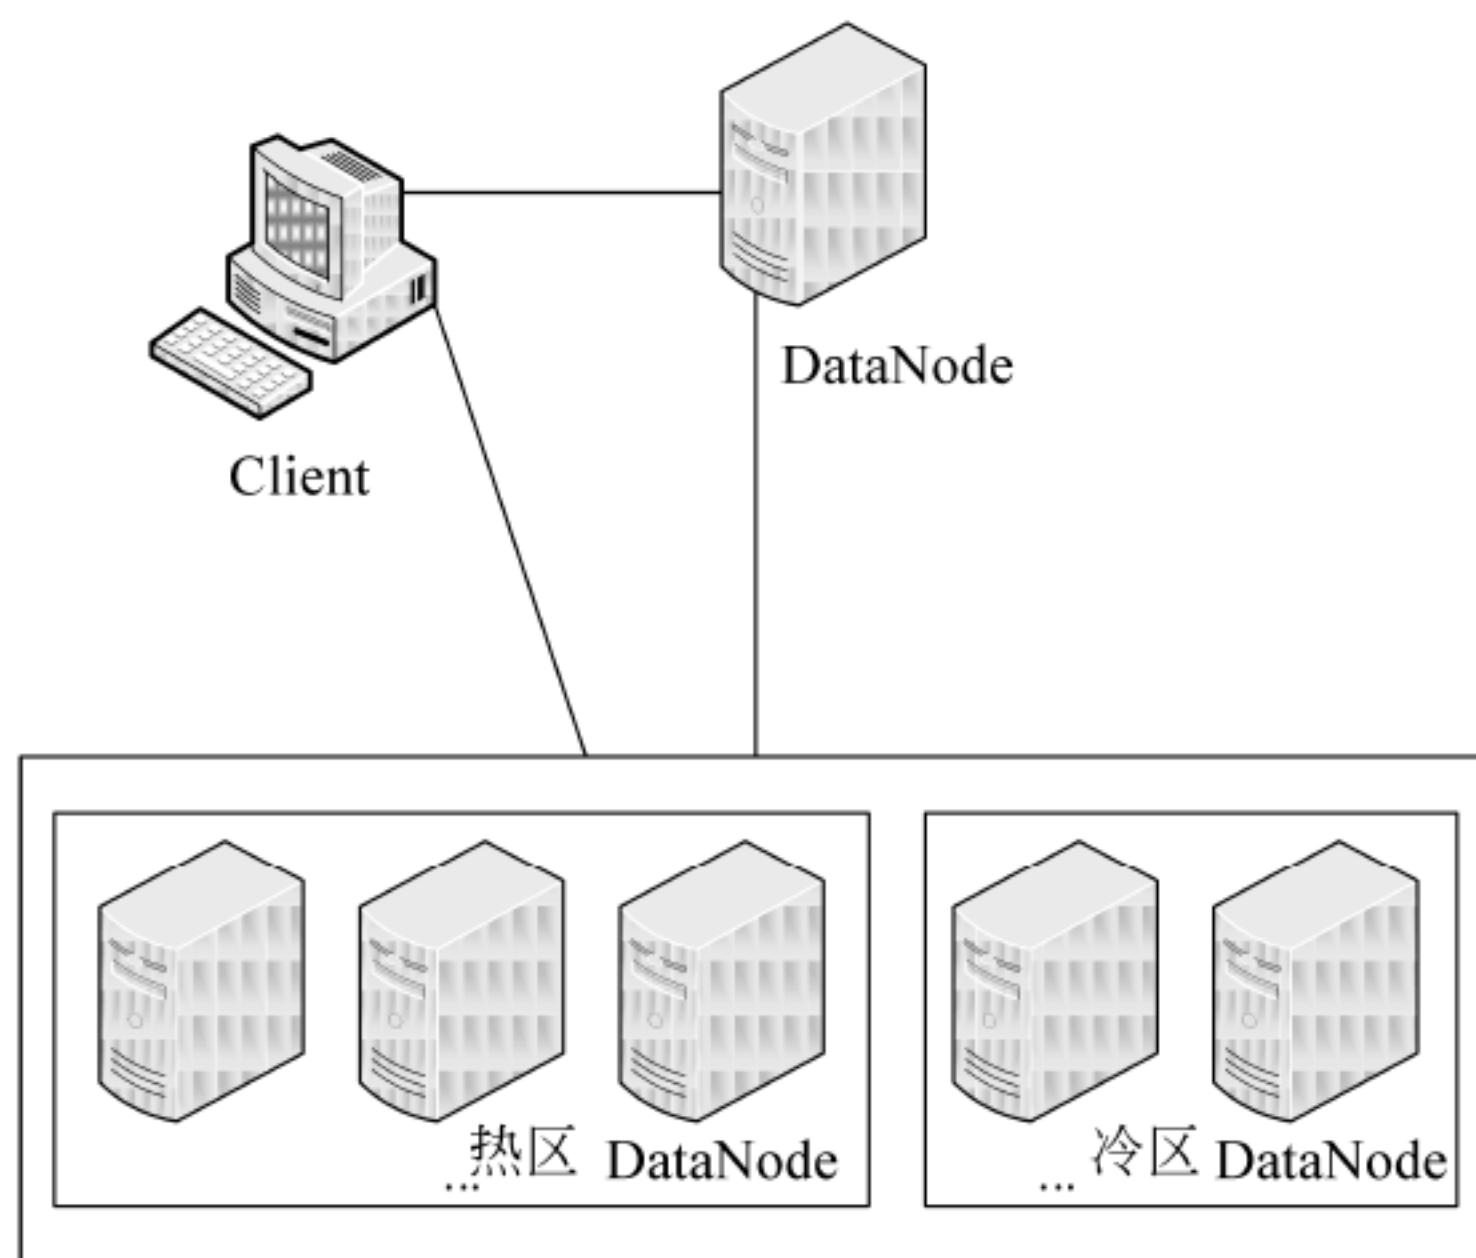 DataNode
Client
...热区 DataNode
... 冷区 DataNode